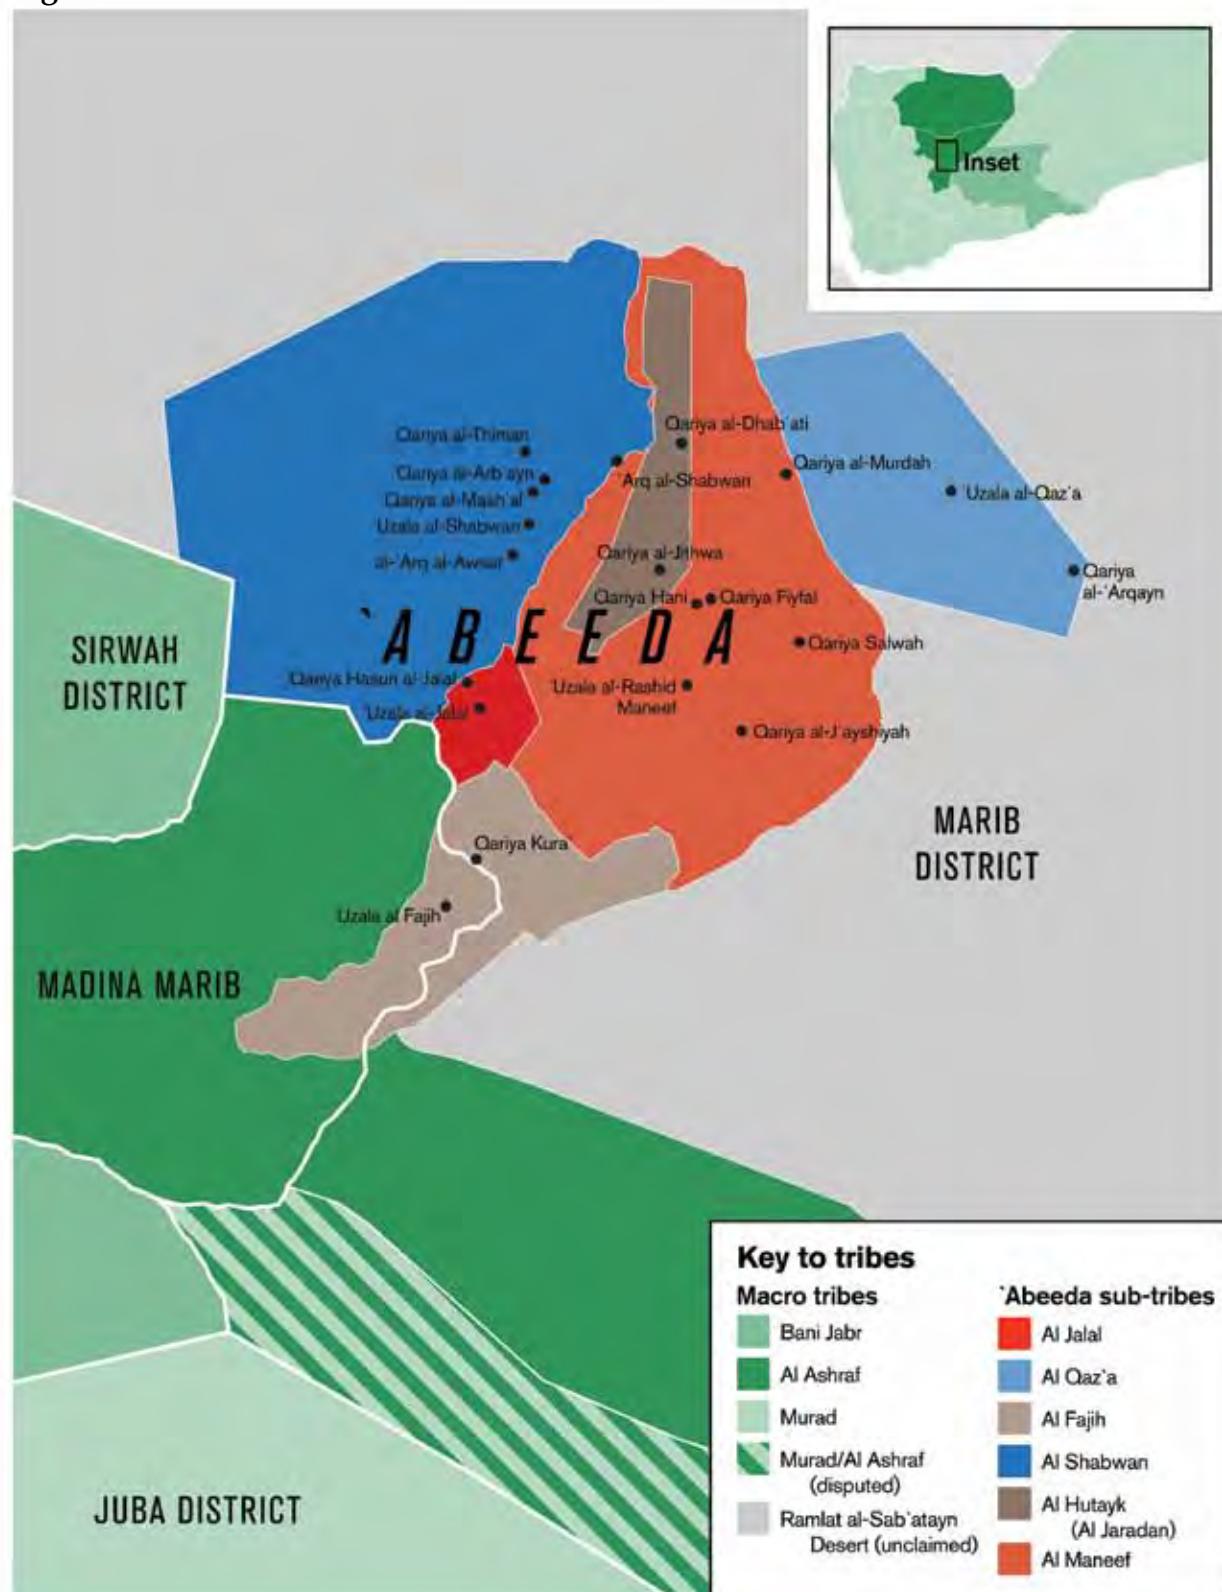 Inset
Qariya al-Thiman
Qariya al-Dhab`ati
Qariya al-Arb`ayn
`Arq al-Shabwan
Qariya al-Murdah
Qariya al-Mash`al
`Uzala al-Qaz`a
Uzala al-Shabwan
al-`Arq al-Awsat
Qariya al-Jithwa
Qariya
al-`Arqayn
Qariya Hani
Qariya Fiyfal
`ABEEDA
Qariya Salwah
SIRWAH
DISTRICT
Qariya Hasun al-Jalal
`Uzala al-Jalal
`Uzala al-Rashid
Maneef
Qariya al-J`ayshiyah
MARIB
DISTRICT
Qariya Kura`
Uzala al Fajih
MADINA MARIB
JUBA DISTRICT
Key to tribes
Macro tribes
Bani Jabr
Al Ashraf
Murad
Murad/Al Ashraf
(disputed)
Ramlat al-Sab`atayn
Desert (unclaimed)
`Abeeda sub-tribes
Al Jalal
Al Qaz`a
Al Fajih
Al Shabwan
Al Hutayk
(Al Jaradan)
Al Maneef